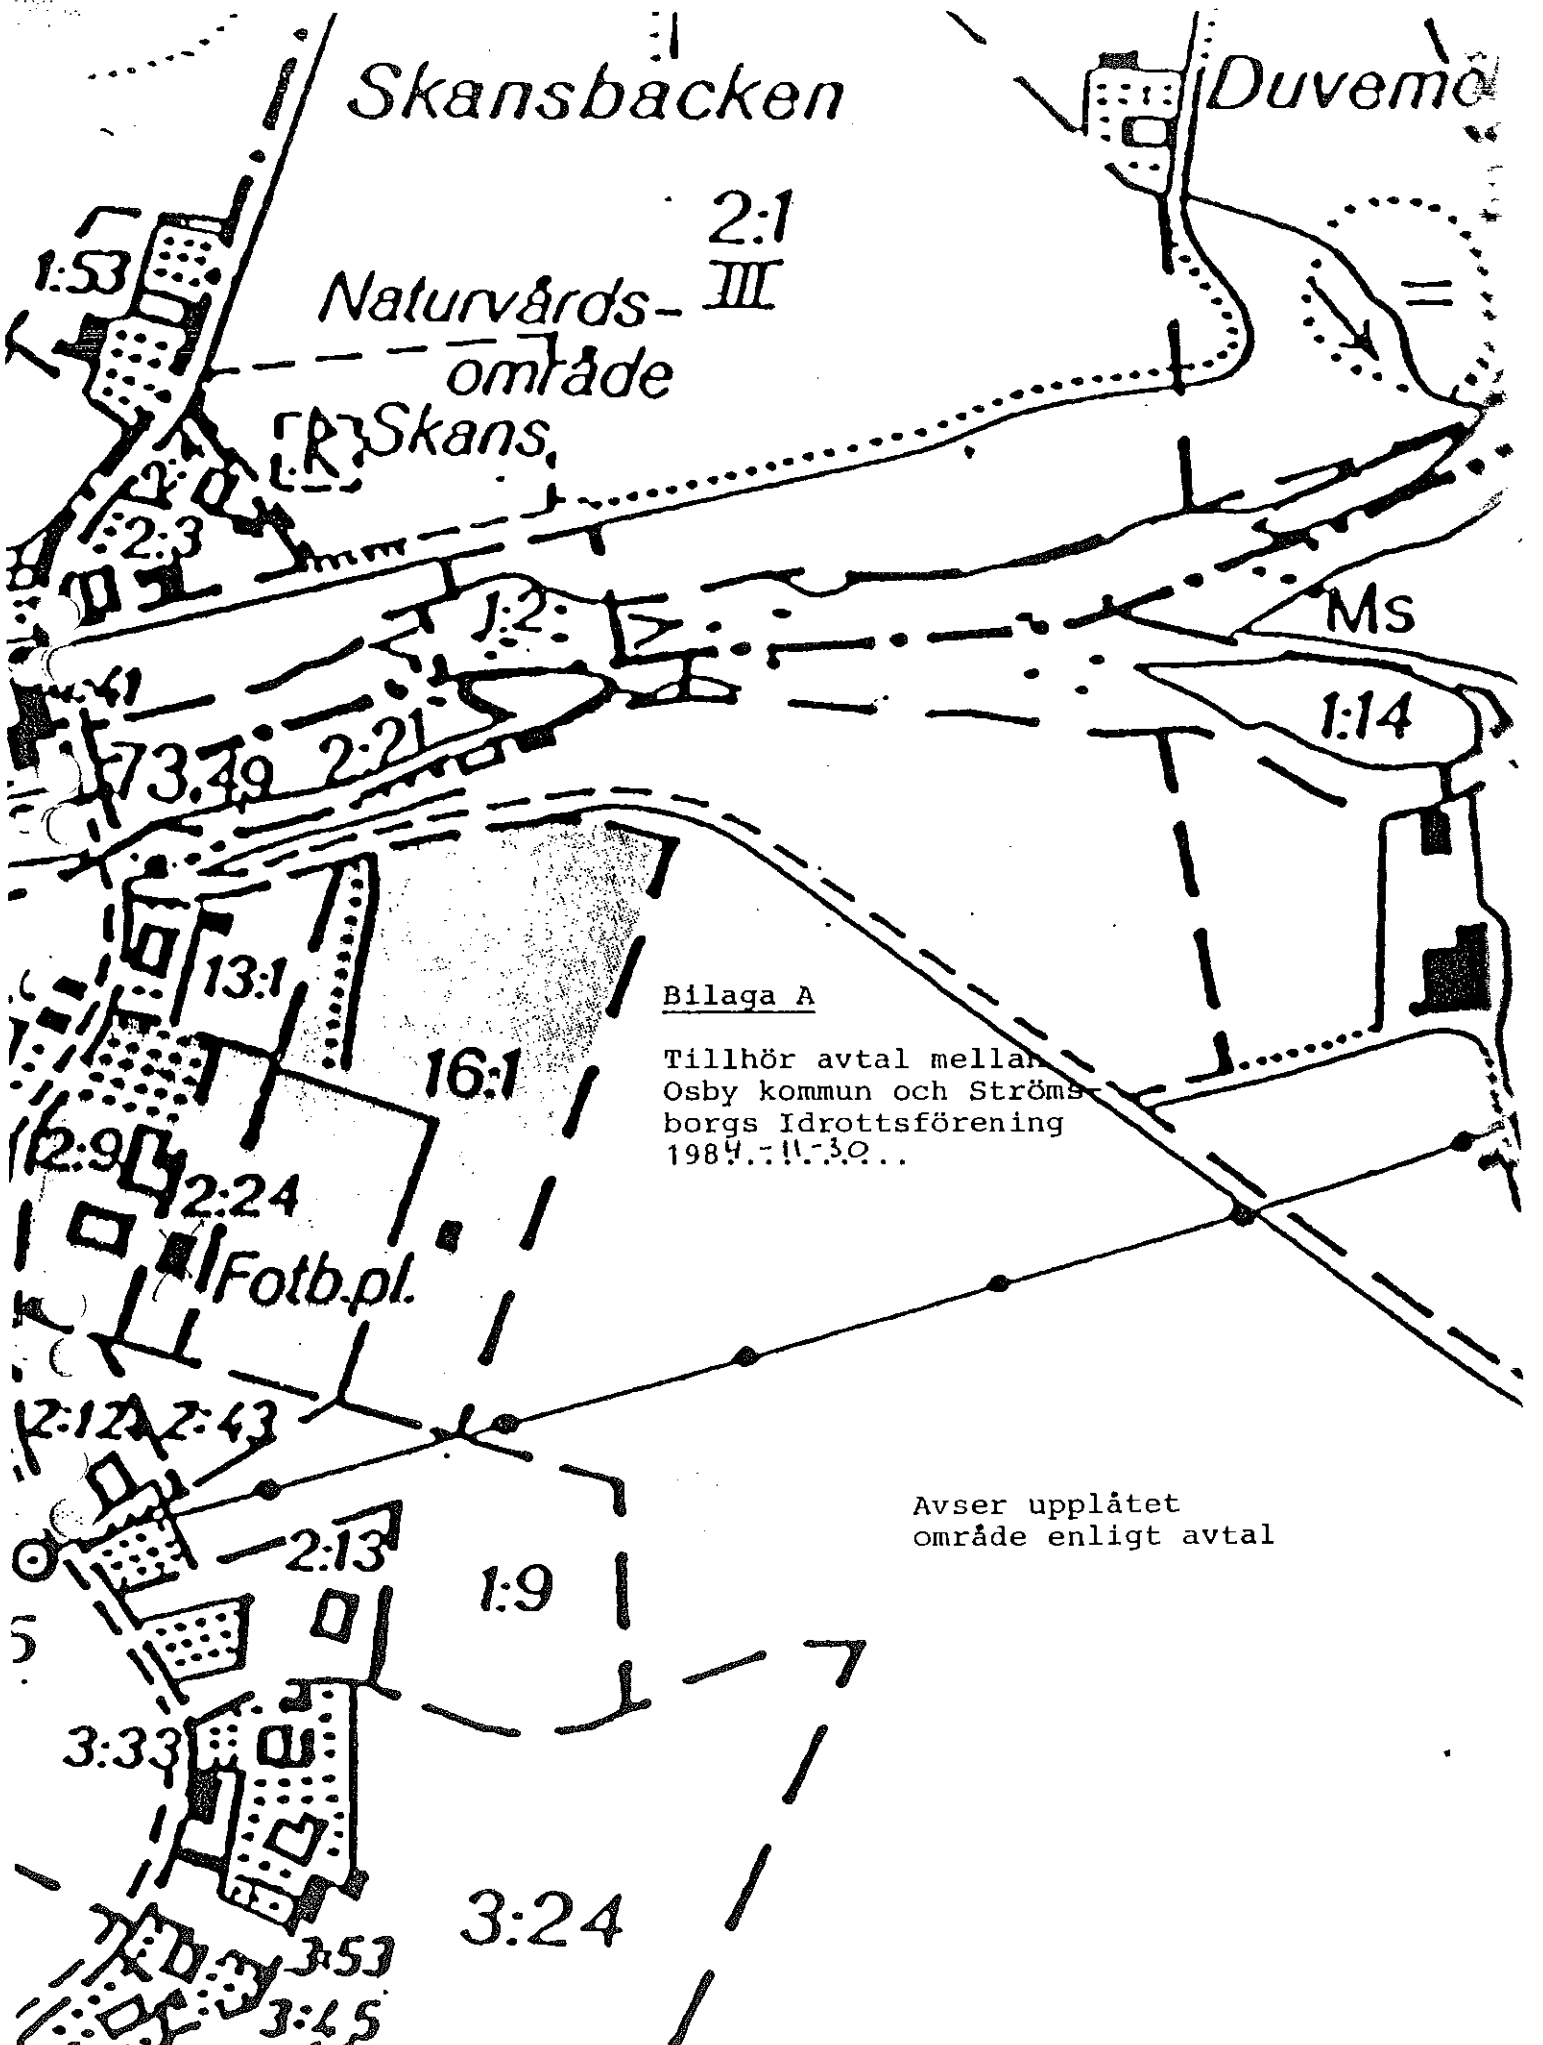 Skansbacken
Duvemö
2:1
III
1:53
Naturvårds-
område
R
Skans
2:3
1:2
Ms
1:41
73.49
2:21
1:14
13:1
16:1
Bilaga A
Tillhör avtal mellan
Osby kommun och Ströms-
borgs Idrottsförening
1984-11-30
2:9
2:24
Fotb.pl.
2:12
2:43
Avser upplåtet
område enligt avtal
2:13
1:9
5
3:33
3:24
3:53
3:45